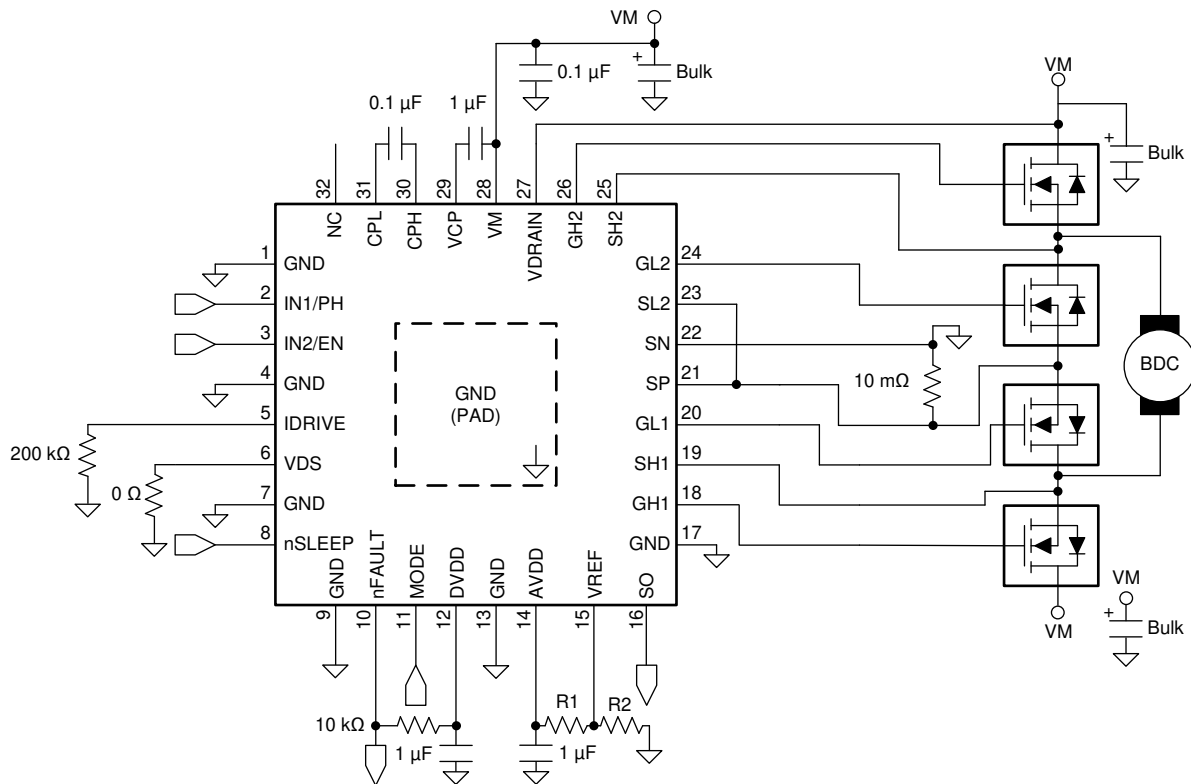 VM
0.1 µF
Bulk
0.1 µF
1 µF
VM
Bulk
32
31
30
29
28
27
26
25
NC
CPL
CPH
VCP
VM
VDRAIN
GH2
SH2
1
GND
2
IN1/PH
3
IN2/EN
4
GND
5
IDRIVE
6
VDS
7
GND
8
nSLEEP
200 kΩ
0 Ω
GND
(PAD)
GL2
24
SL2
23
SN
22
SP
21
GL1
20
SH1
19
GH1
18
GND
17
10 mΩ
BDC
GND
nFAULT
MODE
DVDD
GND
AVDD
VREF
SO
9
10
11
12
13
14
15
16
VM
VM
Bulk
10 kΩ
1 µF
R1
R2
1 µF